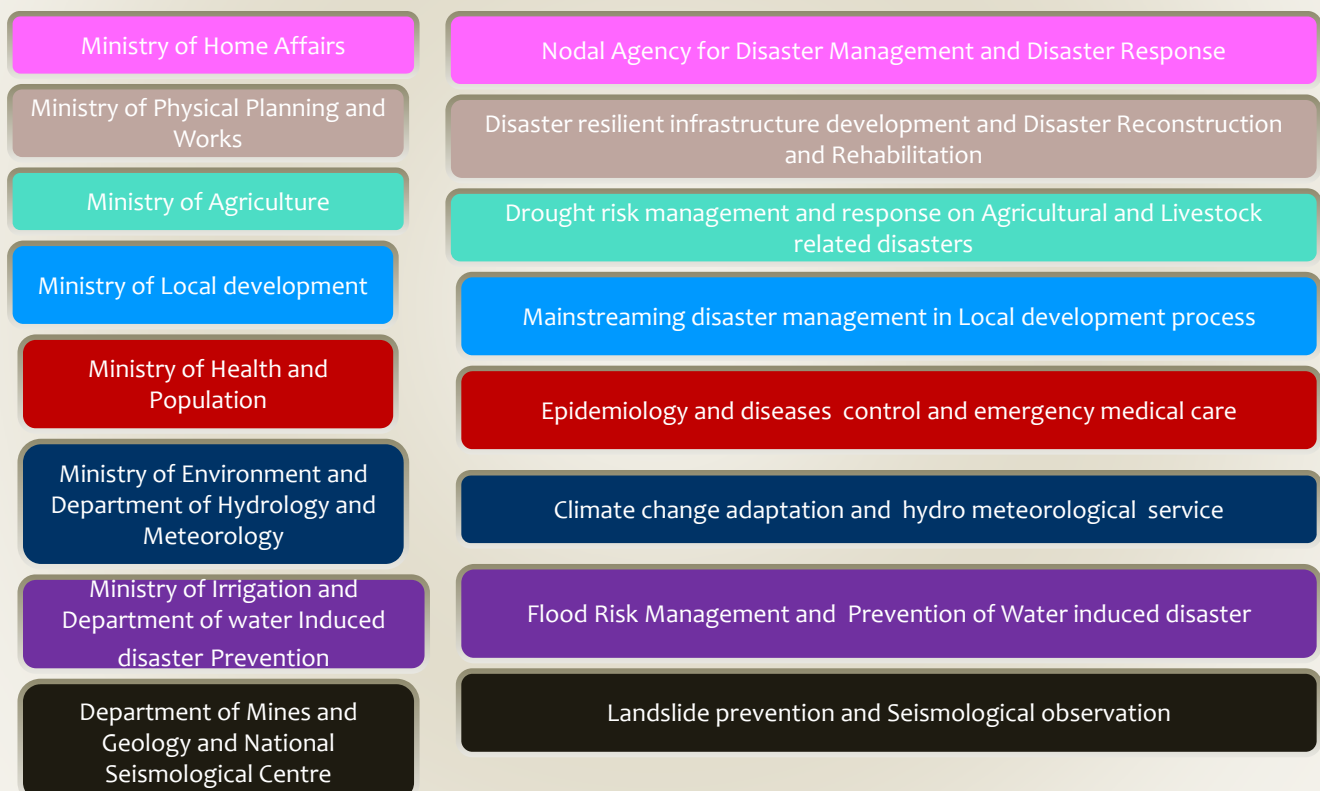 Ministry of Home Affairs
Nodal Agency for Disaster Management and Disaster Response
Ministry of Physical Planning and
Works
Disaster resilient infrastructure development and Disaster Reconstruction
and Rehabilitation
Ministry of Agriculture
Drought risk management and response on Agricultural and Livestock
related disasters
Ministry of Local development
Mainstreaming disaster management in Local development process
Ministry of Health and
Population
Epidemiology and diseases control and emergency medical care
Ministry of Environment and
Department of Hydrology and
Meteorology
Climate change adaptation and hydro meteorological service
Ministry of Irrigation and
Department of water Induced
disaster Prevention
Flood Risk Management and Prevention of Water induced disaster
Department of Mines and
Geology and National
Seismological Centre
Landslide prevention and Seismological observation